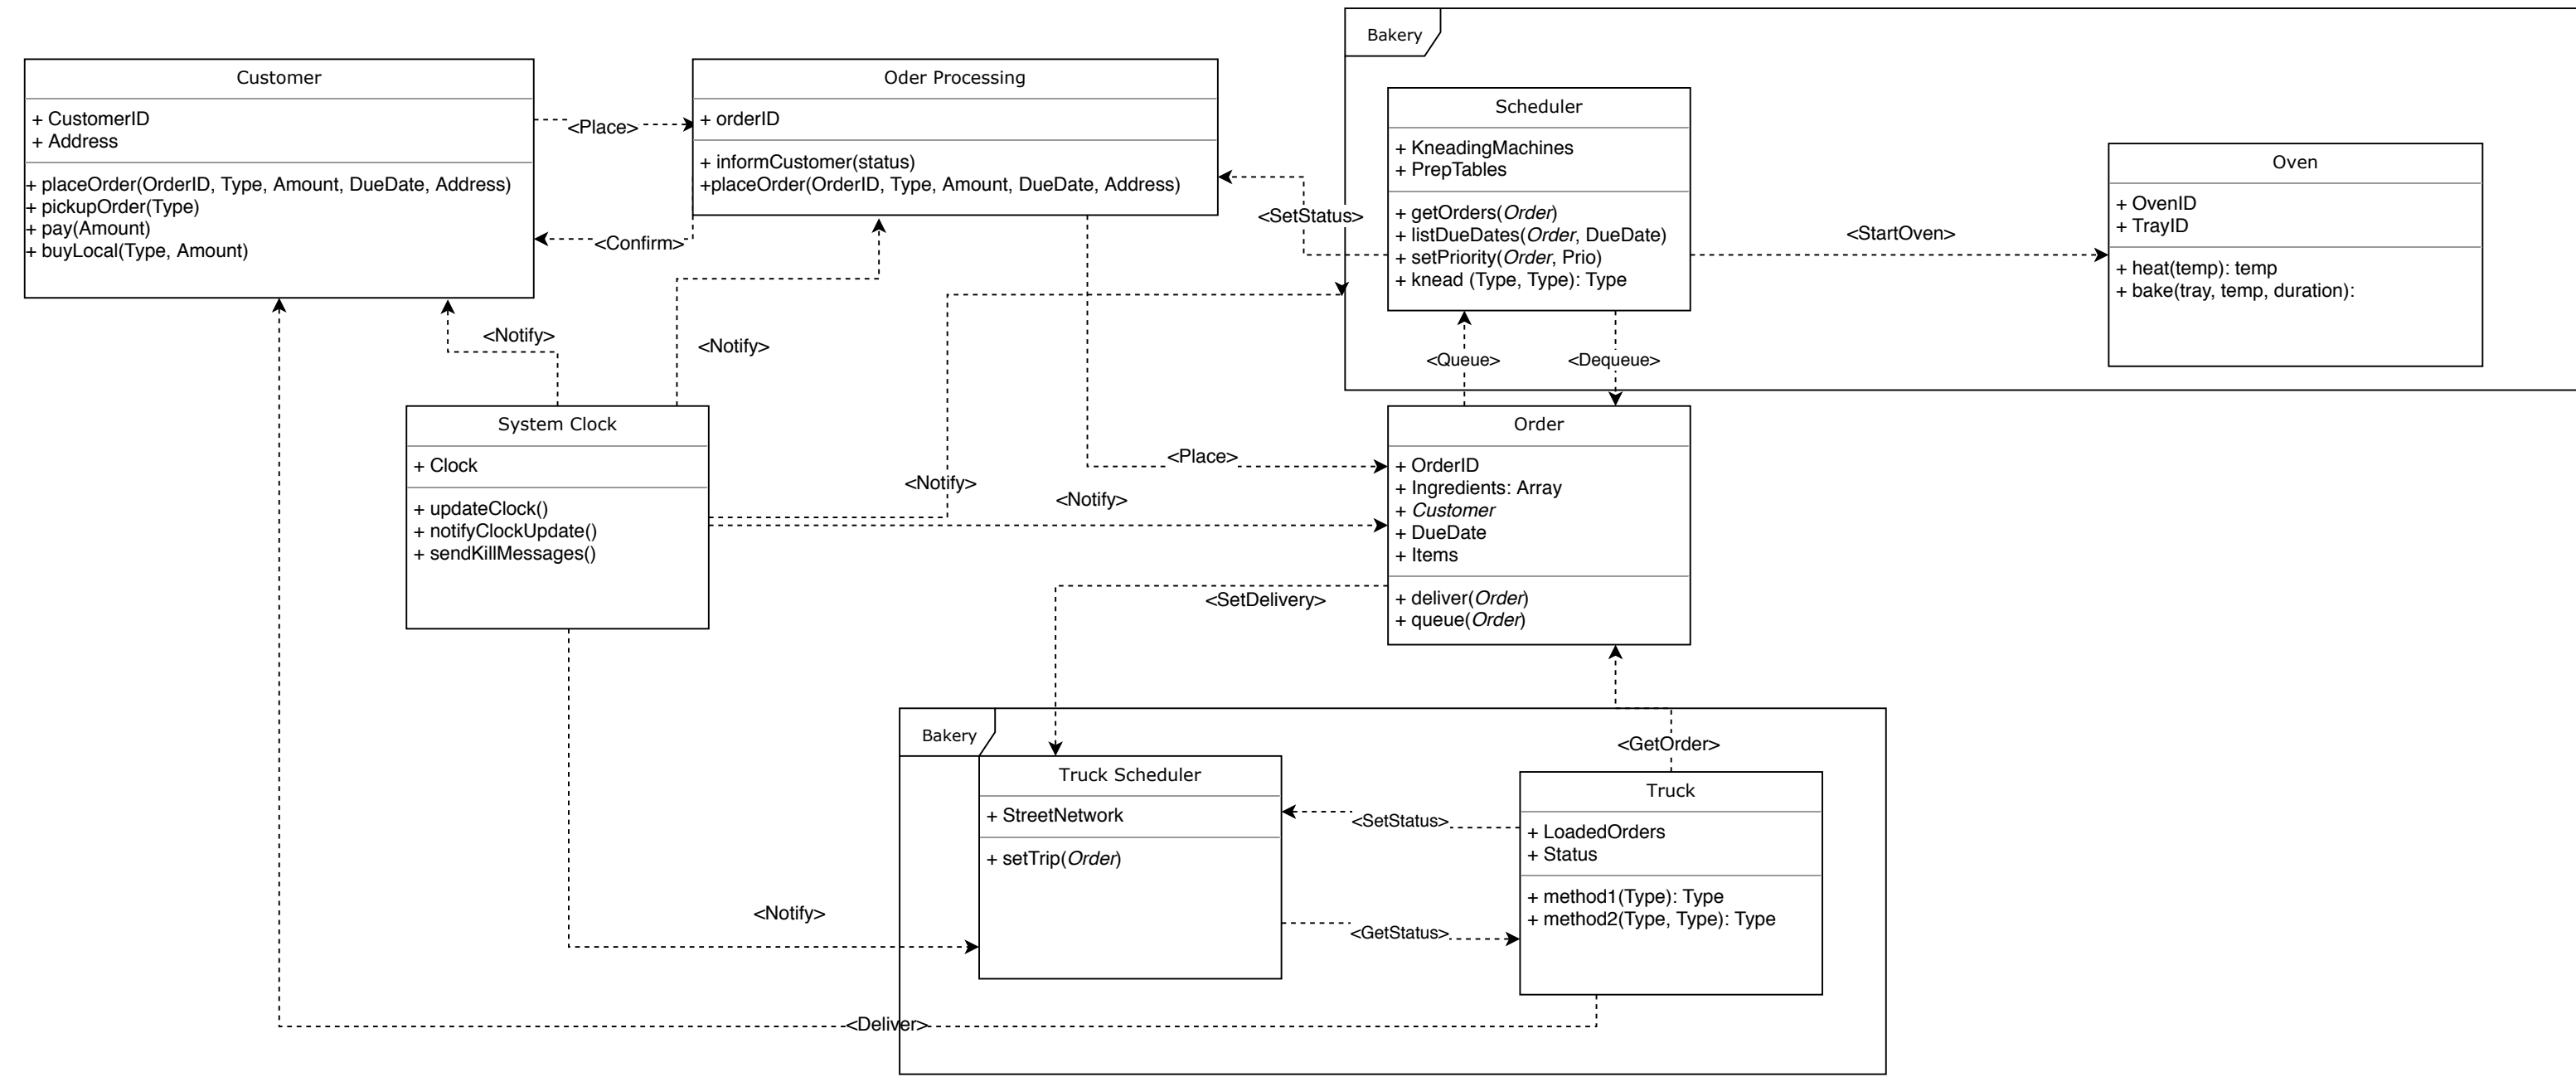 Bakery
Customer
+ CustomerID
+ Address
+ placeOrder(OrderID, Type, Amount, DueDate, Address)
+ pickupOrder(Type)
+ pay(Amount)
+ buyLocal(Type, Amount)
<Place>
<Confirm>
Oder Processing
+ orderID
+ informCustomer(status)
+placeOrder(OrderID, Type, Amount, DueDate, Address)
<SetStatus>
Scheduler
+ KneadingMachines
+ PrepTables
+ getOrders(Order)
+ listDueDates(Order, DueDate)
+ setPriority(Order, Prio)
+ knead (Type, Type): Type
<StartOven>
Oven
+ OvenID
+ TrayID
+ heat(temp): temp
+ bake(tray, temp, duration):
<Notify>
<Notify>
<Queue>
<Dequeue>
System Clock
+ Clock
+ updateClock()
+ notifyClockUpdate()
+ sendKillMessages()
<Notify>
<Place>
<Notify>
Order
+ OrderID
+ Ingredients: Array
+ Customer
+ DueDate
+ Items
+ deliver(Order)
+ queue(Order)
<SetDelivery>
Bakery
<GetOrder>
Truck Scheduler
+ StreetNetwork
+ setTrip(Order)
<SetStatus>
<GetStatus>
Truck
+ LoadedOrders
+ Status
+ method1(Type): Type
+ method2(Type, Type): Type
<Notify>
<Deliver>